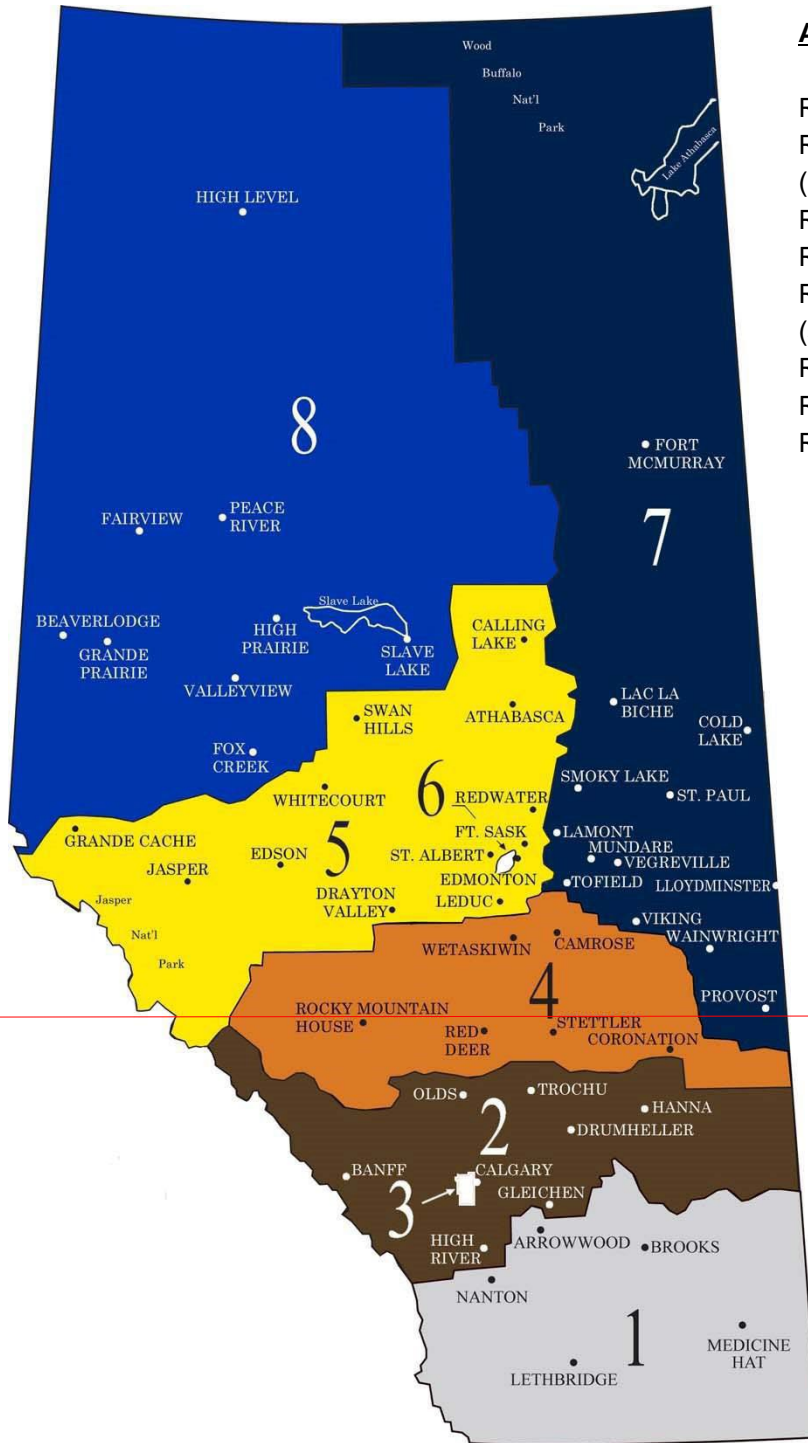 Wood
Buffalo
Nat'l
Park
Lake Athabasca
HIGH LEVEL
8
FORT
MCMURRAY
7
PEACE
RIVER
FAIRVIEW
Slave Lake
BEAVERLODGE
GRANDE
PRAIRIE
HIGH
PRAIRIE
SLAVE
LAKE
CALLING
LAKE
VALLEYVIEW
SWAN
HILLS
ATHABASCA
LAC LA
BICHE
COLD
LAKE
FOX
CREEK
WHITECOURT
6
REDWATER
SMOKY LAKE
ST. PAUL
GRANDE CACHE
5
FT. SASK
LAMONT
MUNDARE
JASPER
EDSON
ST. ALBERT
VEGREVILLE
EDMONTON
TOFIELD
LLOYDMINSTER
Jasper
Nat'l
Park
DRAYTON
VALLEY
LEDUC
VIKING
WETASKIWIN
CAMROSE
WAINWRIGHT
4
PROVOST
ROCKY MOUNTAIN
HOUSE
RED
DEER
STETTLER
CORONATION
OLDS
TROCHU
HANNA
2
DRUMHELLER
BANFF
CALGARY
3
GLEICHEN
HIGH
RIVER
ARROWWOOD
BROOKS
NANTON
1
MEDICINE
HAT
LETHBRIDGE
A
R
R
(
R
R
R
(
R
R
R